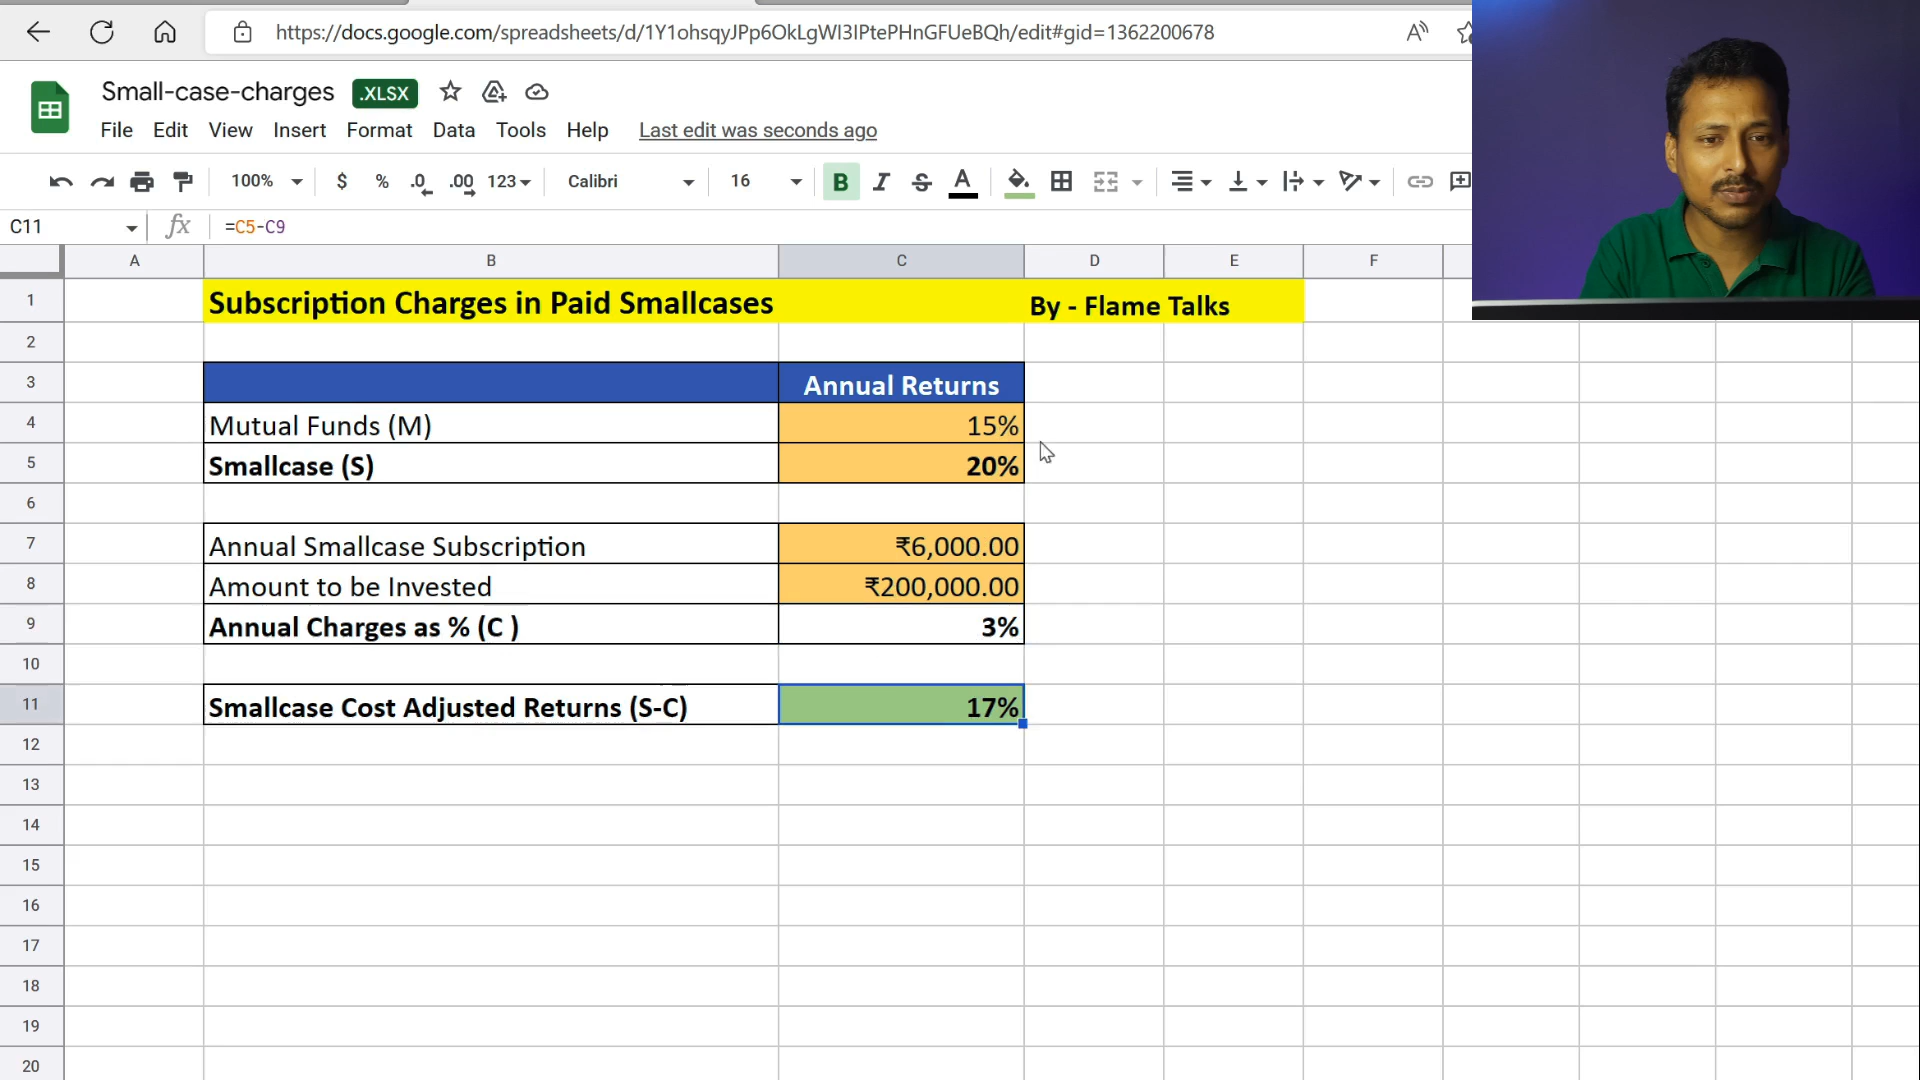 https://docs.google.com/spreadsheets/d/1Y1ohsqyJPp6OkLgWI3IPtePHnGFUeBQh/edit#gid=1362200678
Small-case-charges .XLSX
File Edit View Insert Format Data Tools Help Last edit was seconds ago
100% $ % .0 .00 123 Calibri 16 B I S A
C11 fx =C5-C9
A B C D E F
1 Subscription Charges in Paid Smallcases By - Flame Talks
2
3 Annual Returns
4 Mutual Funds (M) 15%
5 Smallcase (S) 20%
6
7 Annual Smallcase Subscription ₹6,000.00
8 Amount to be Invested ₹200,000.00
9 Annual Charges as % (C ) 3%
10
11 Smallcase Cost Adjusted Returns (S-C) 17%
12
13
14
15
16
17
18
19
20